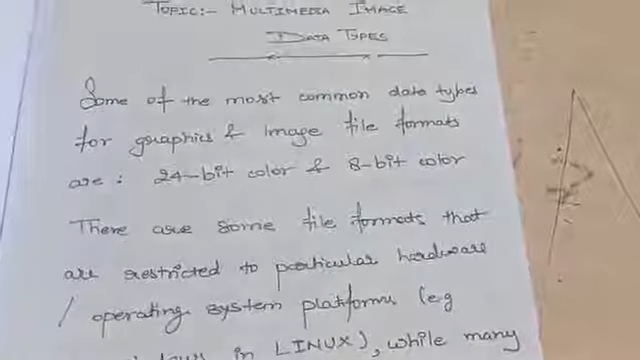 TOPIC:- MULTIMEDIA IMAGE
DATA TYPES
Some of the most common data types
for graphics & Image file formats
are: 24-bit color & 8-bit color
There are some file formats that
are restricted to particular hardware
/ operating system platforms (e.g
in LINUX), while many